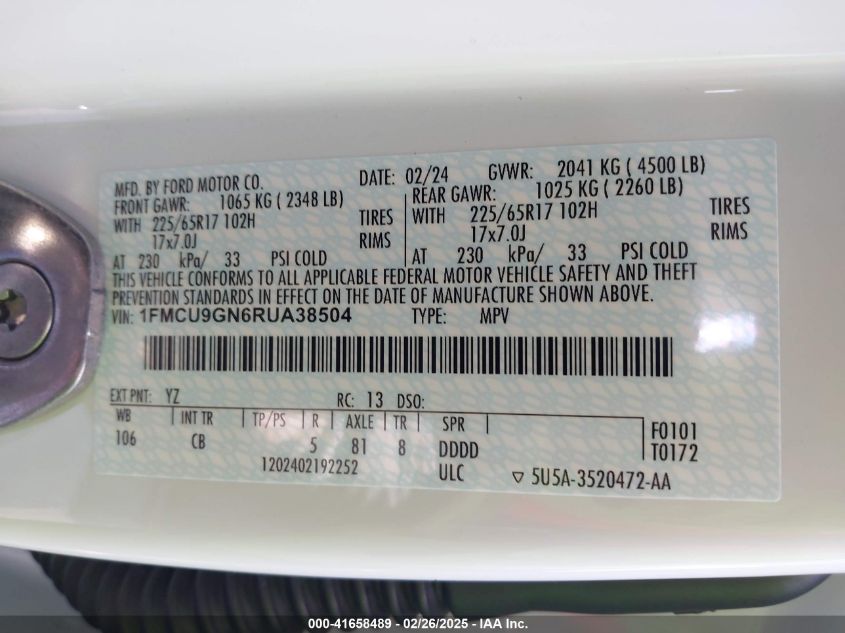 MFD. BY FORD MOTOR CO. DATE: 02/24 GVWR: 2041 KG ( 4500 LB)
FRONT GAWR: 1065 KG ( 2348 LB) REAR GAWR: 1025 KG ( 2260 LB)
WITH 225/65R17 102H TIRES WITH 225/65R17 102H TIRES
17x7.0J RIMS 17x7.0J RIMS
AT 230 kPa/ 33 PSI COLD AT 230 kPa/ 33 PSI COLD
THIS VEHICLE CONFORMS TO ALL APPLICABLE FEDERAL MOTOR VEHICLE SAFETY AND THEFT
PREVENTION STANDARDS IN EFFECT ON THE DATE OF MANUFACTURE SHOWN ABOVE.
VIN: 1FMCU9GN6RUA38504 TYPE: MPV
EXT PNT: YZ RC: 13 DSO:
WB INT TR TP/PS R AXLE TR SPR F0101
106 CB 5 81 8 DDDD T0172
1202402192252 ULC ▽ 5U5A-3520472-AA
000-41658489 - 02/26/2025 - IAA Inc.